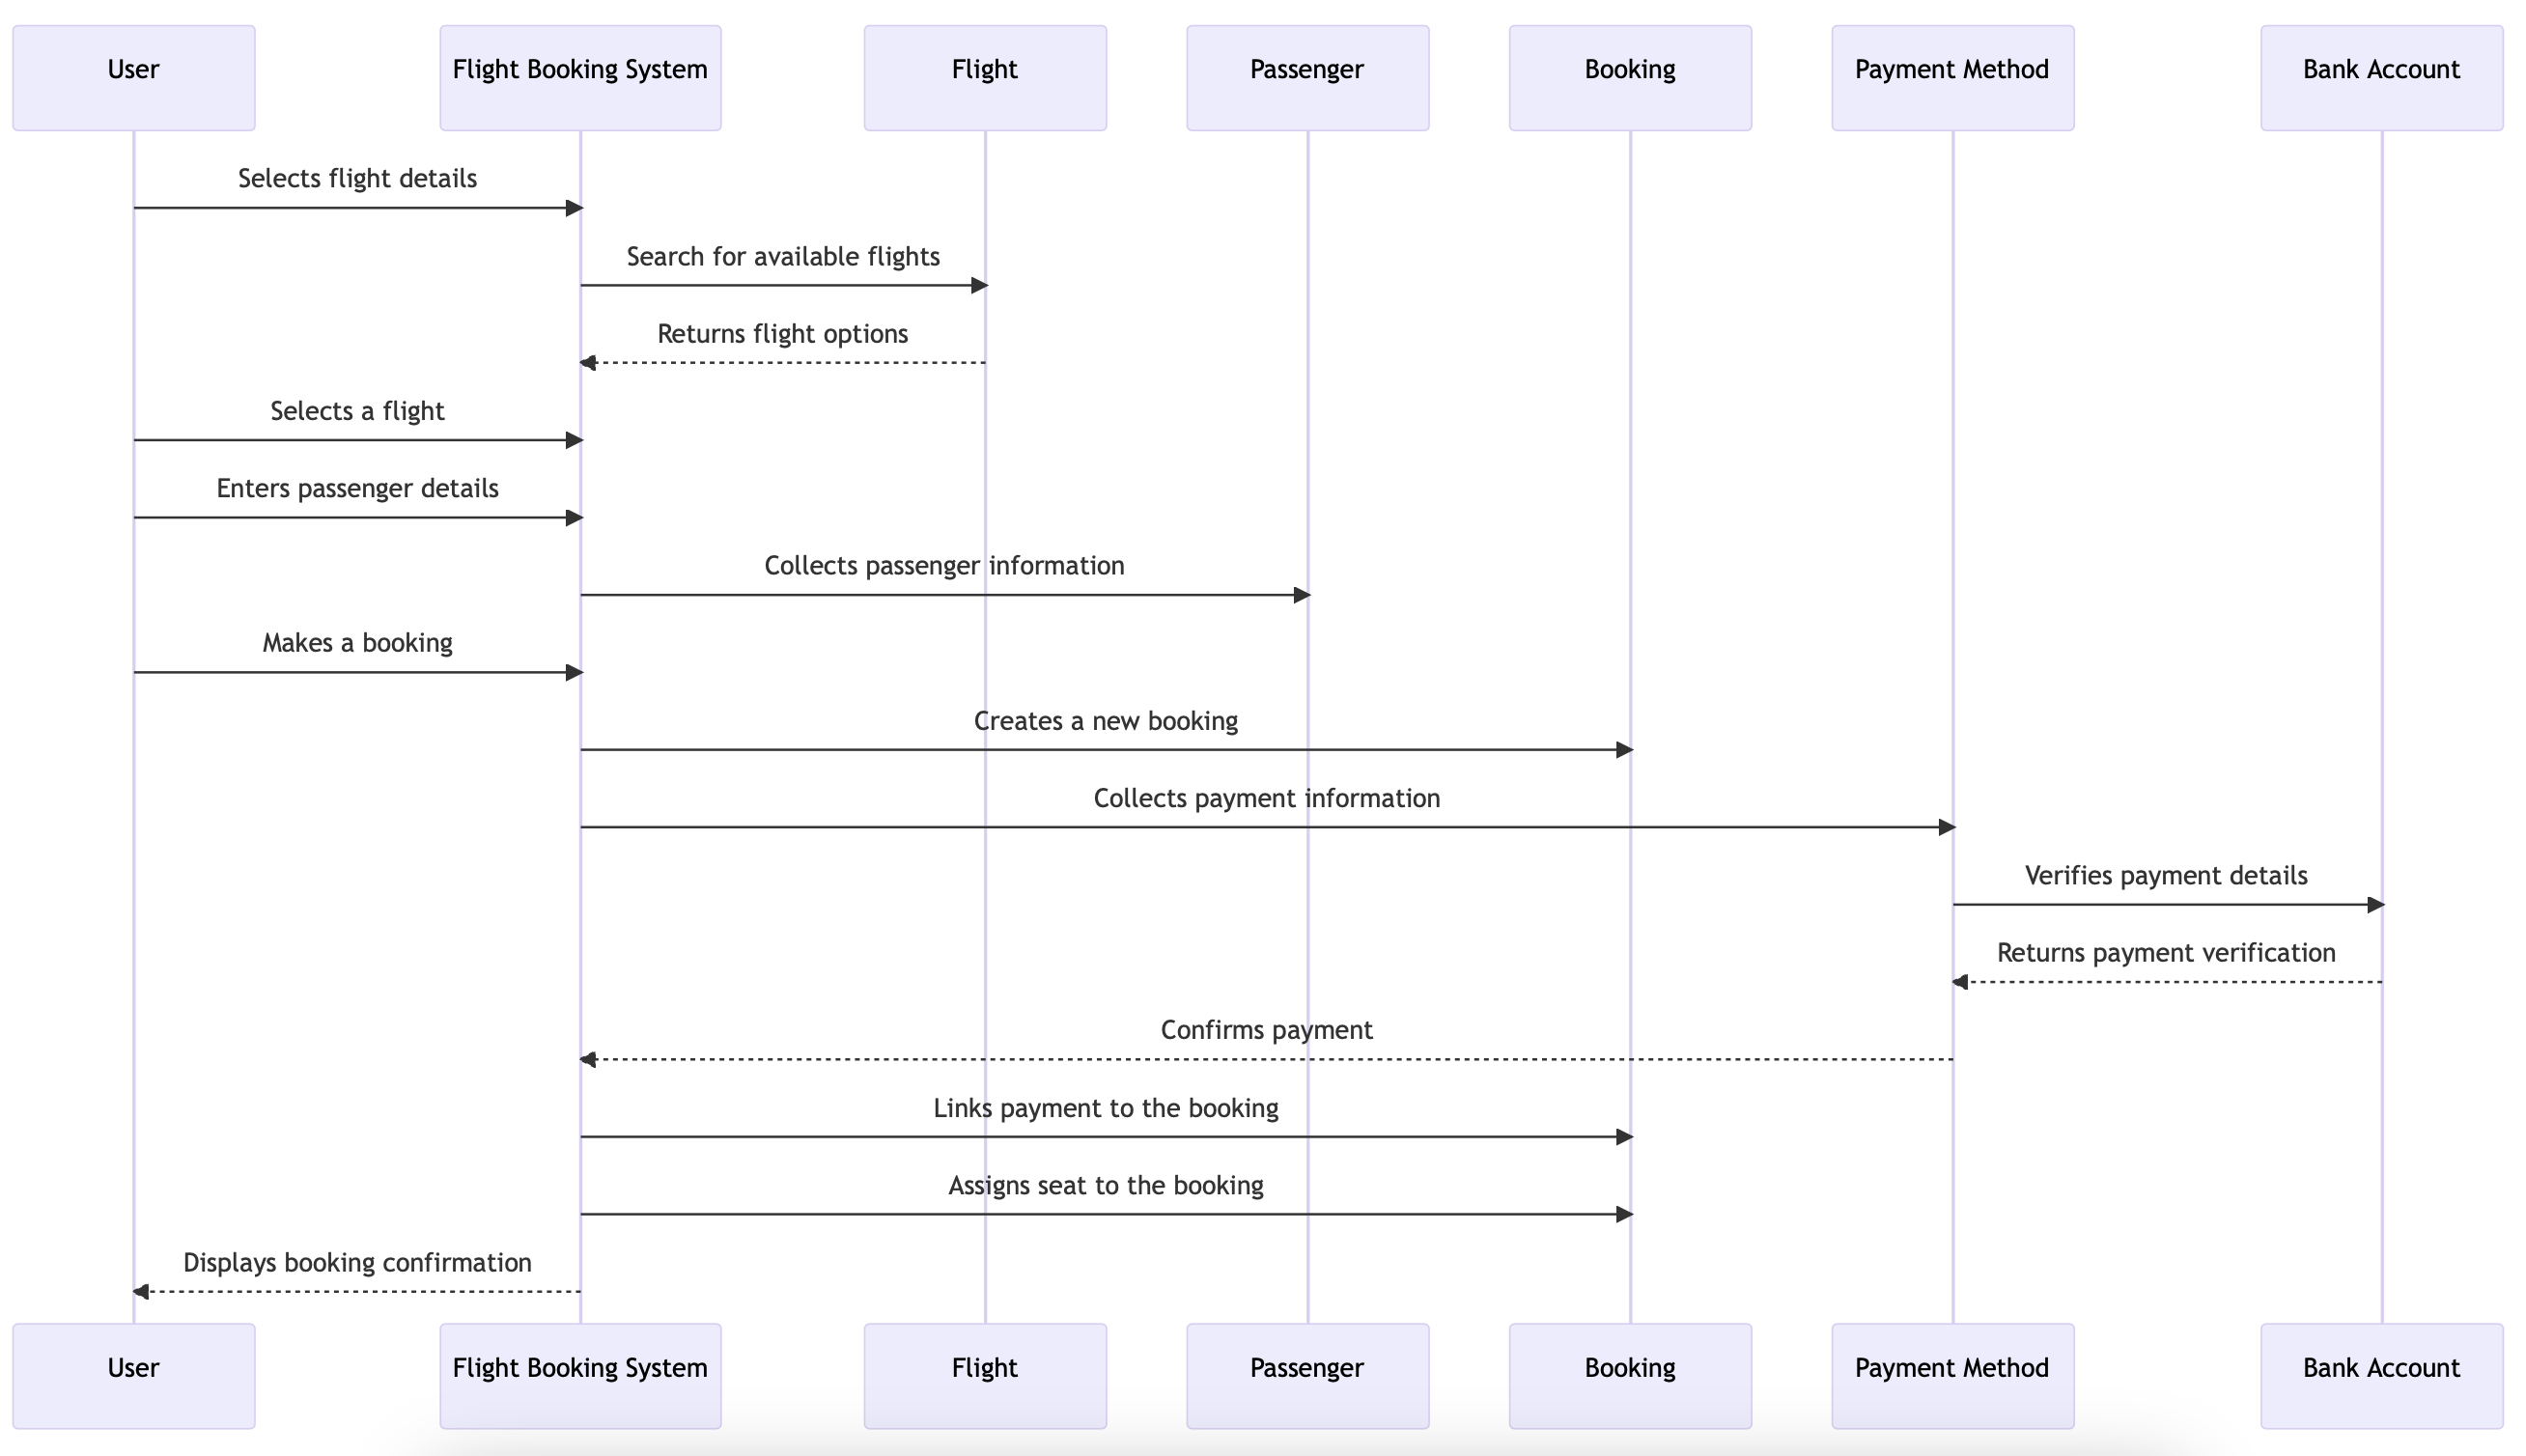 User
Flight Booking System
Flight
Passenger
Booking
Payment Method
Bank Account
Selects flight details
Search for available flights
Returns flight options
Selects a flight
Enters passenger details
Collects passenger information
Makes a booking
Creates a new booking
Collects payment information
Verifies payment details
Returns payment verification
Confirms payment
Links payment to the booking
Assigns seat to the booking
Displays booking confirmation
User
Flight Booking System
Flight
Passenger
Booking
Payment Method
Bank Account